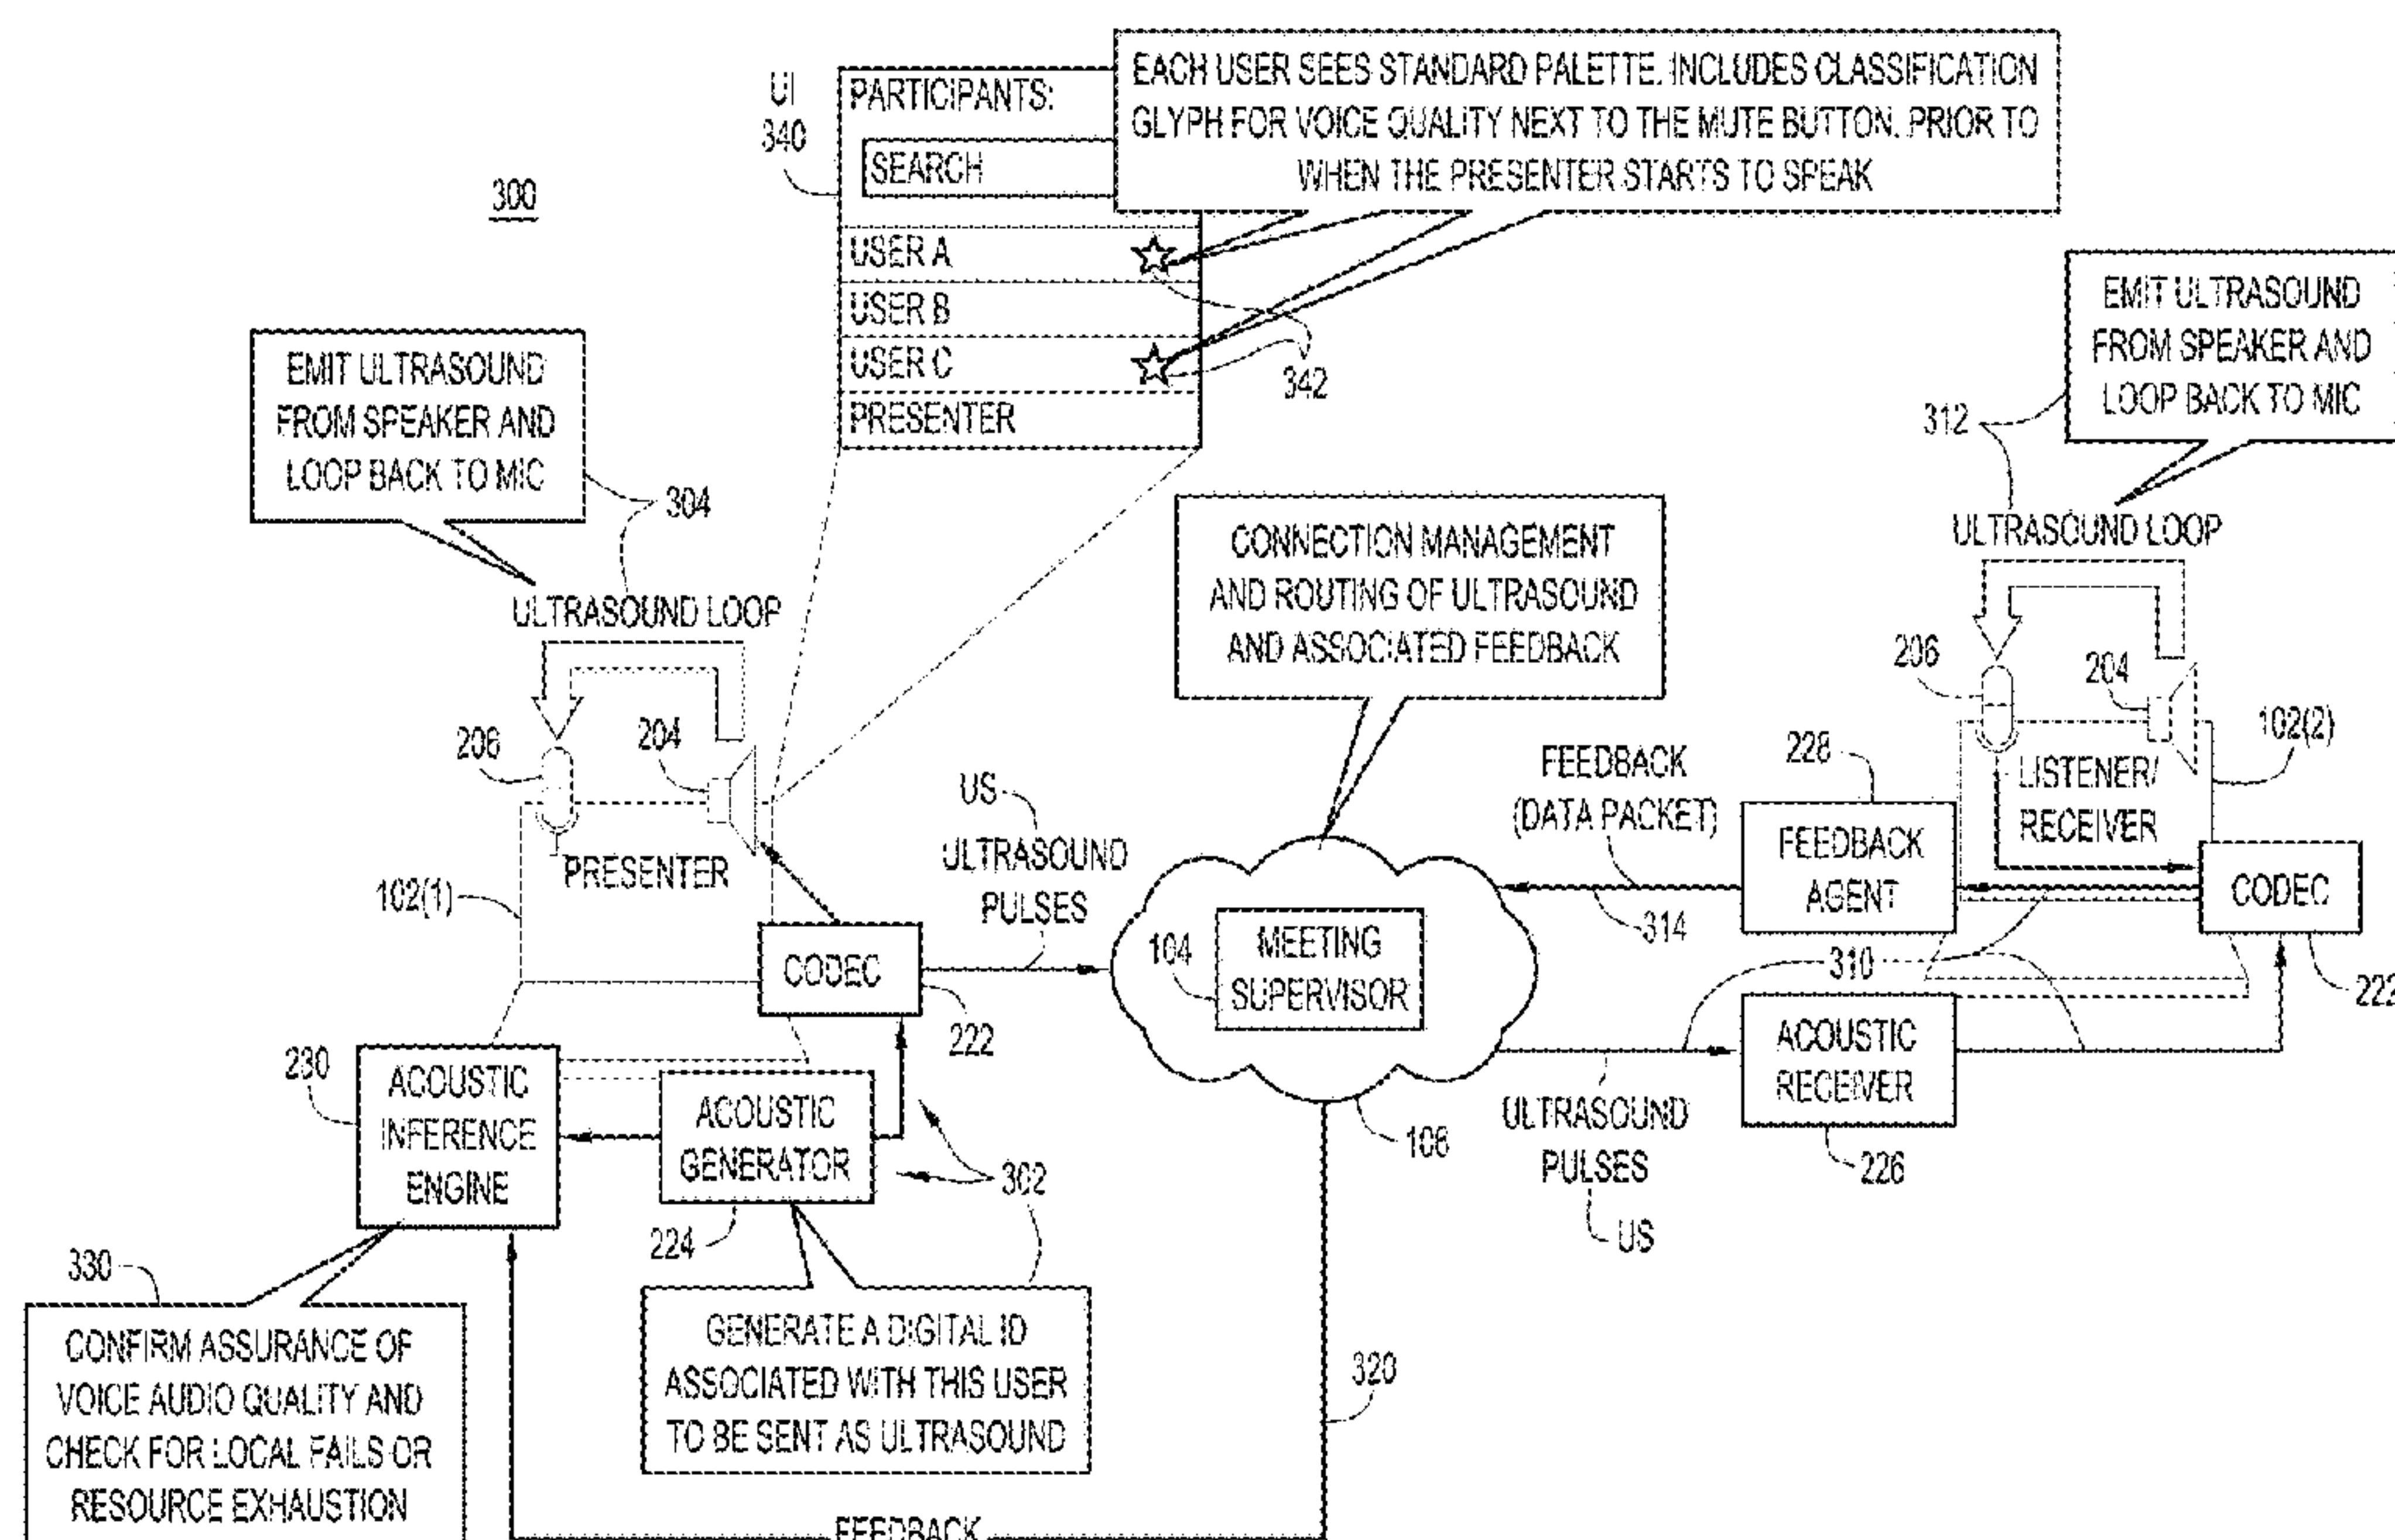 300
UI
340
PARTICIPANTS:
SEARCH
USER A
USER B
USER C
PRESENTER
342
EACH USER SEES STANDARD PALETTE. INCLUDES CLASSIFICATION
GLYPH FOR VOICE QUALITY NEXT TO THE MUTE BUTTON. PRIOR TO
WHEN THE PRESENTER STARTS TO SPEAK
EMIT ULTRASOUND
FROM SPEAKER AND
LOOP BACK TO MIC
304
ULTRASOUND LOOP
206
204
PRESENTER
102(1)
CODEC
222
US
ULTRASOUND
PULSES
CONNECTION MANAGEMENT
AND ROUTING OF ULTRASOUND
AND ASSOCIATED FEEDBACK
104
MEETING
SUPERVISOR
106
EMIT ULTRASOUND
FROM SPEAKER AND
LOOP BACK TO MIC
312
ULTRASOUND LOOP
206
204
102(2)
LISTENER/
RECEIVER
FEEDBACK
(DATA PACKET)
228
FEEDBACK
AGENT
CODEC
222
314
310
ACOUSTIC
RECEIVER
226
ULTRASOUND
PULSES
US
230
ACOUSTIC
INFERENCE
ENGINE
ACOUSTIC
GENERATOR
224
302
330
CONFIRM ASSURANCE OF
VOICE AUDIO QUALITY AND
CHECK FOR LOCAL FAILS OR
RESOURCE EXHAUSTION
GENERATE A DIGITAL ID
ASSOCIATED WITH THIS USER
TO BE SENT AS ULTRASOUND
320
FEEDBACK